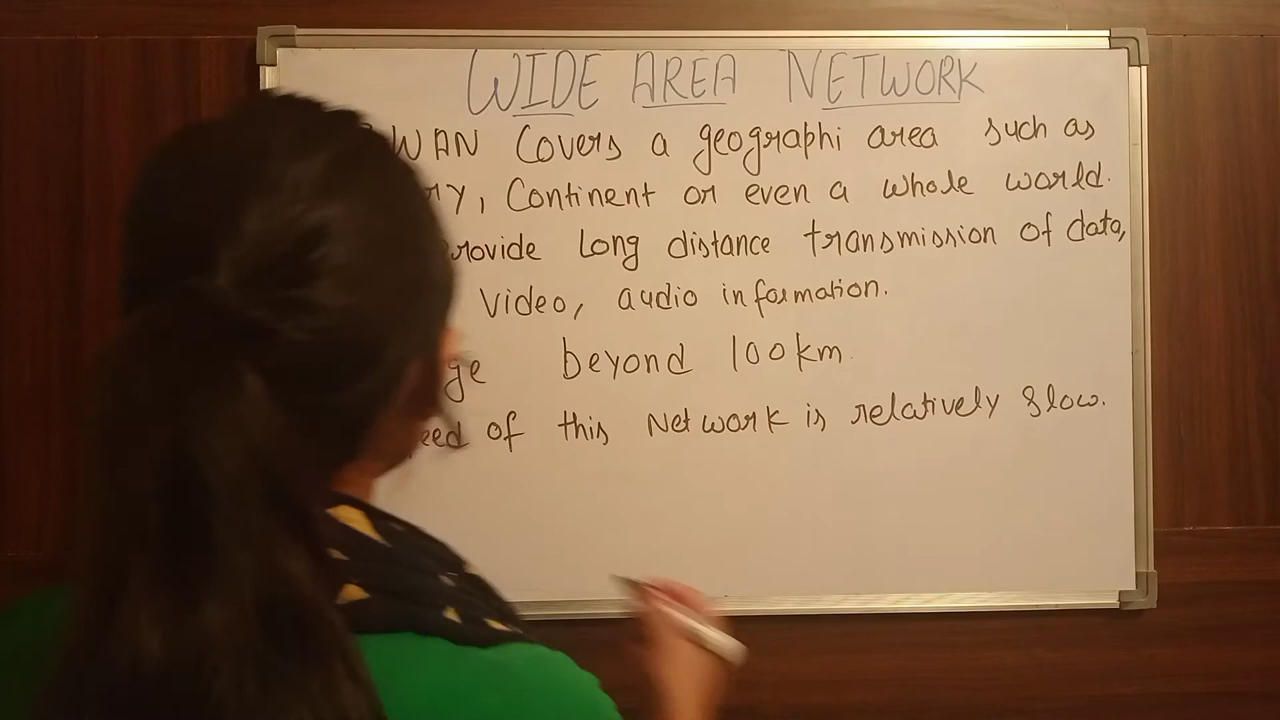 WIDE AREA NETWORK
WAN Covers a geographi area such as
Continent or even a whole world.
Long distance transmission of data,
video, audio information.
beyond 100km
of this Network is relatively slow.